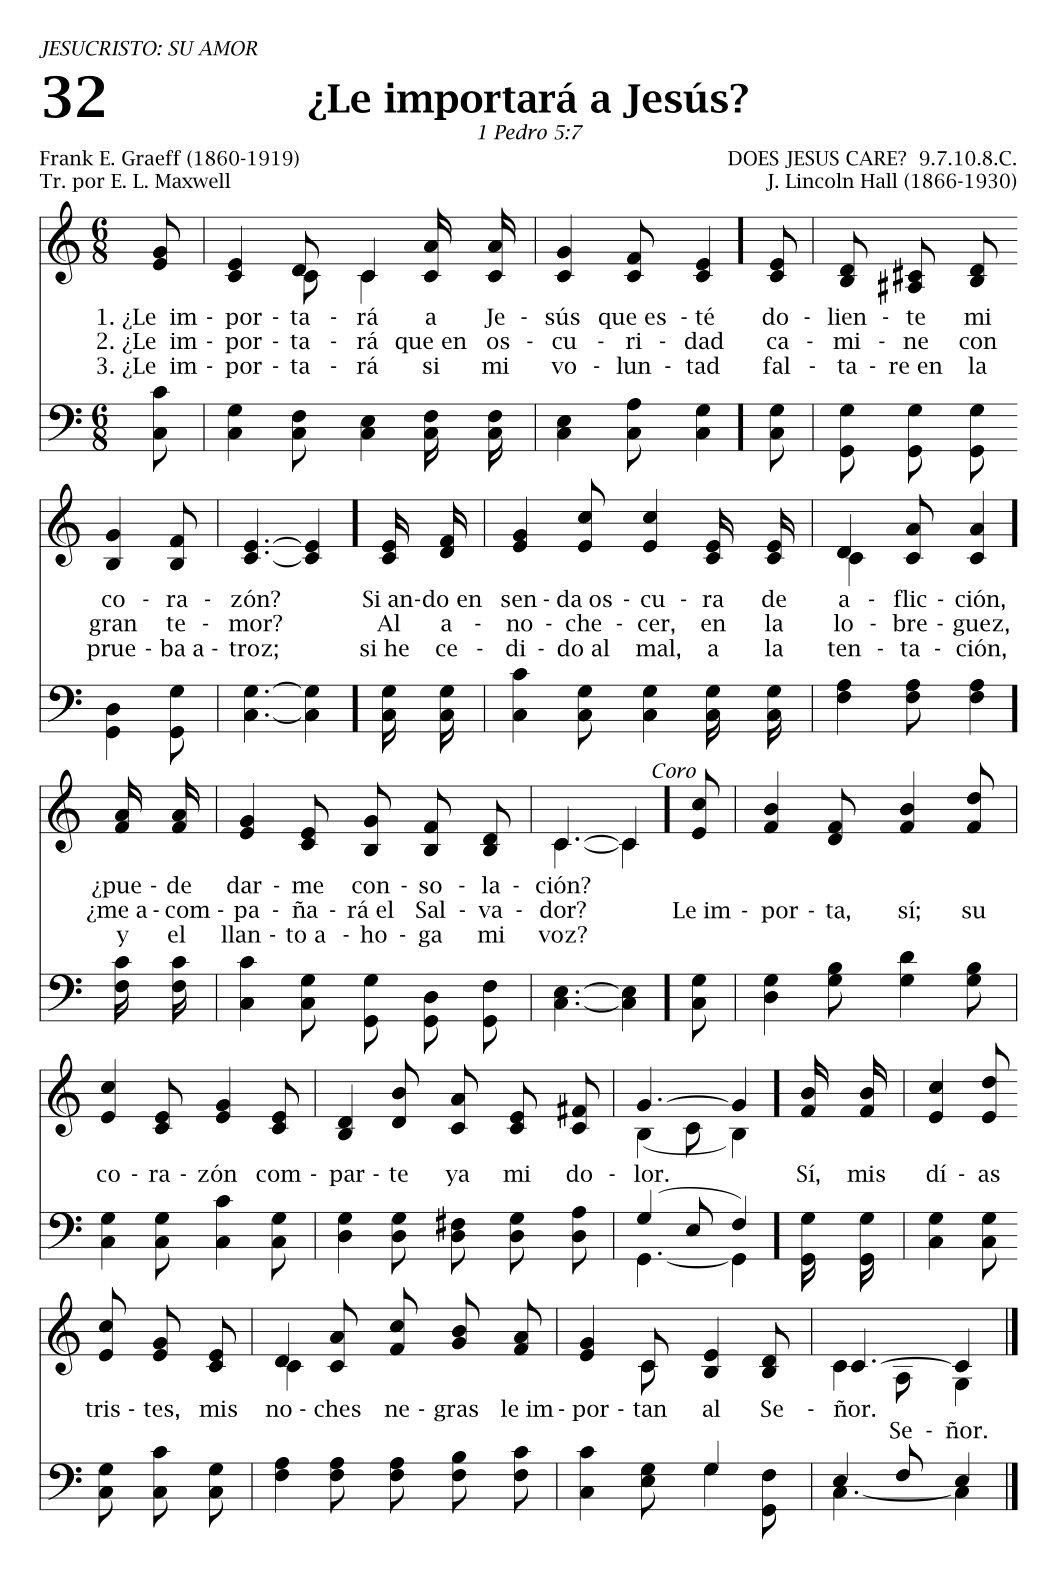 JESUCRISTO: SU AMOR
32
¿Le importará a Jesús?
1 Pedro 5:7
Frank E. Graeff (1860-1919)
DOES JESUS CARE? 9.7.10.8.C.
Tr. por E. L. Maxwell
J. Lincoln Hall (1866-1930)
6 8
1. ¿Le im - por - ta - rá a Je - sús que es - té do - lien - te mi
2. ¿Le im - por - ta - rá que en os - cu - ri - dad ca - mi - ne con
3. ¿Le im - por - ta - rá si mi vo - lun - tad fal - ta - re en la
6 8
co - ra - zón? Si an - do en sen - da os - cu - ra de a - flic - ción,
gran te - mor? Al a - no - che - cer, en la lo - bre - guez,
prue - ba a - troz; si he ce - di - do al mal, a la ten - ta - ción,
Coro
¿pue - de dar - me con - so - la - ción?
¿me a - com - pa - ña - rá el Sal - va - dor? Le im - por - ta, sí; su
y el llan - to a - ho - ga mi voz?
co - ra - zón com - par - te ya mi do - lor. Sí, mis dí - as
tris - tes, mis no - ches ne - gras le im - por - tan al Se - ñor.
Se - ñor.